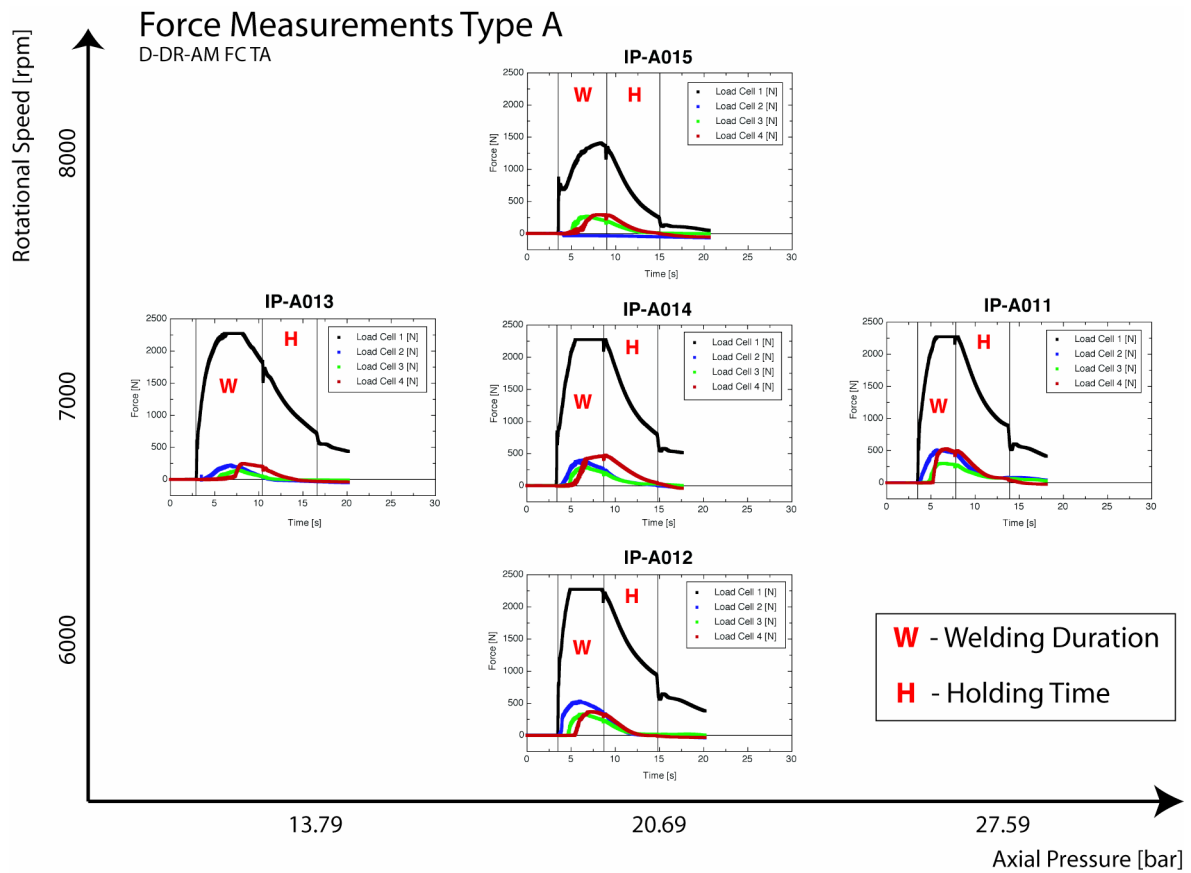 Force Measurements Type A
D-DR-AM FC TA
Rotational Speed [rpm]
8000
7000
6000
IP-A015
2500
2000
1500
1000
500
0
Force [N]
W
H
Load Cell 1 [N]
Load Cell 2 [N]
Load Cell 3 [N]
Load Cell 4 [N]
0 5 10 15 20 25 30
Time [s]
IP-A013
2500
2000
1500
1000
500
0
Force [N]
W
H
Load Cell 1 [N]
Load Cell 2 [N]
Load Cell 3 [N]
Load Cell 4 [N]
0 5 10 15 20 25 30
Time [s]
IP-A014
2500
2000
1500
1000
500
0
Force [N]
W
H
Load Cell 1 [N]
Load Cell 2 [N]
Load Cell 3 [N]
Load Cell 4 [N]
0 5 10 15 20 25 30
Time [s]
IP-A011
2500
2000
1500
1000
500
0
Force [N]
W
H
Load Cell 1 [N]
Load Cell 2 [N]
Load Cell 3 [N]
Load Cell 4 [N]
0 5 10 15 20 25 30
Time [s]
IP-A012
2500
2000
1500
1000
500
0
Force [N]
W
H
Load Cell 1 [N]
Load Cell 2 [N]
Load Cell 3 [N]
Load Cell 4 [N]
0 5 10 15 20 25 30
Time [s]
W - Welding Duration
H - Holding Time
13.79 20.69 27.59
Axial Pressure [bar]